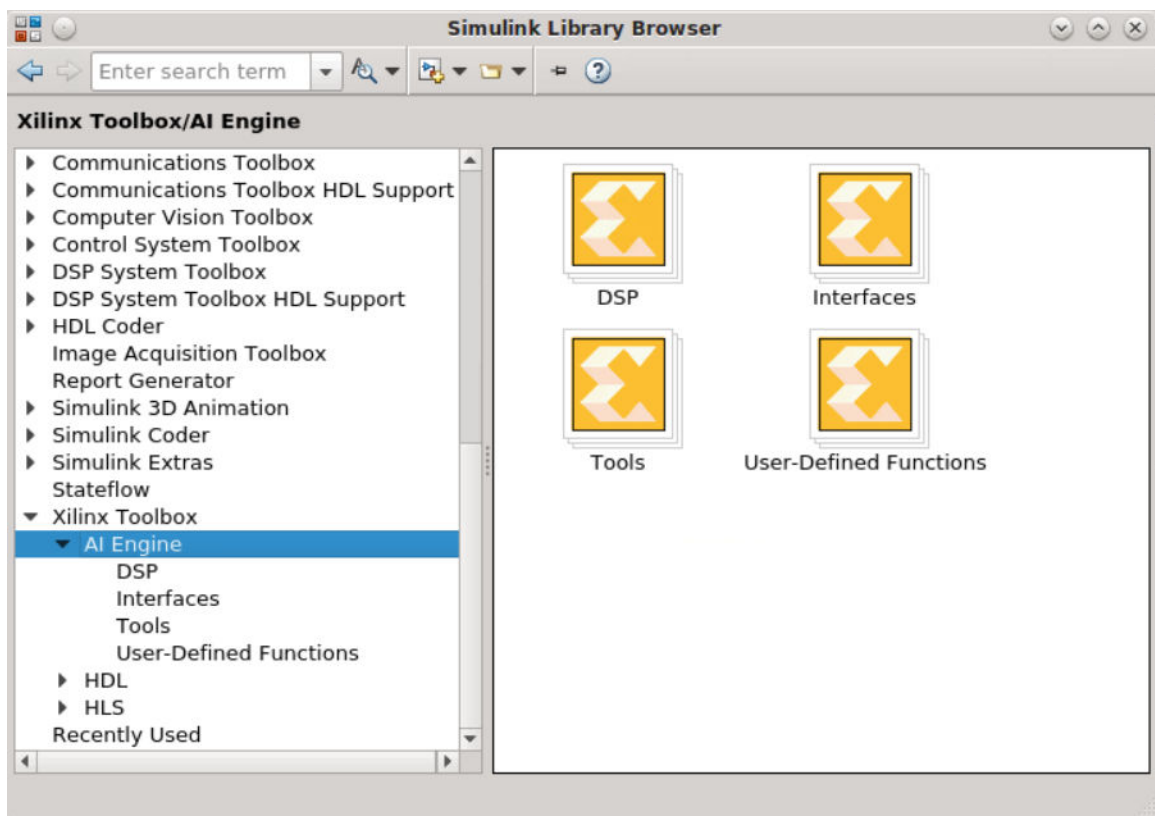 Simulink Library Browser
Enter search term
Xilinx Toolbox/AI Engine
Communications Toolbox
Communications Toolbox HDL Support
Computer Vision Toolbox
Control System Toolbox
DSP System Toolbox
DSP System Toolbox HDL Support
HDL Coder
Image Acquisition Toolbox
Report Generator
Simulink 3D Animation
Simulink Coder
Simulink Extras
Stateflow
Xilinx Toolbox
AI Engine
DSP
Interfaces
Tools
User-Defined Functions
HDL
HLS
Recently Used
DSP
Interfaces
Tools
User-Defined Functions